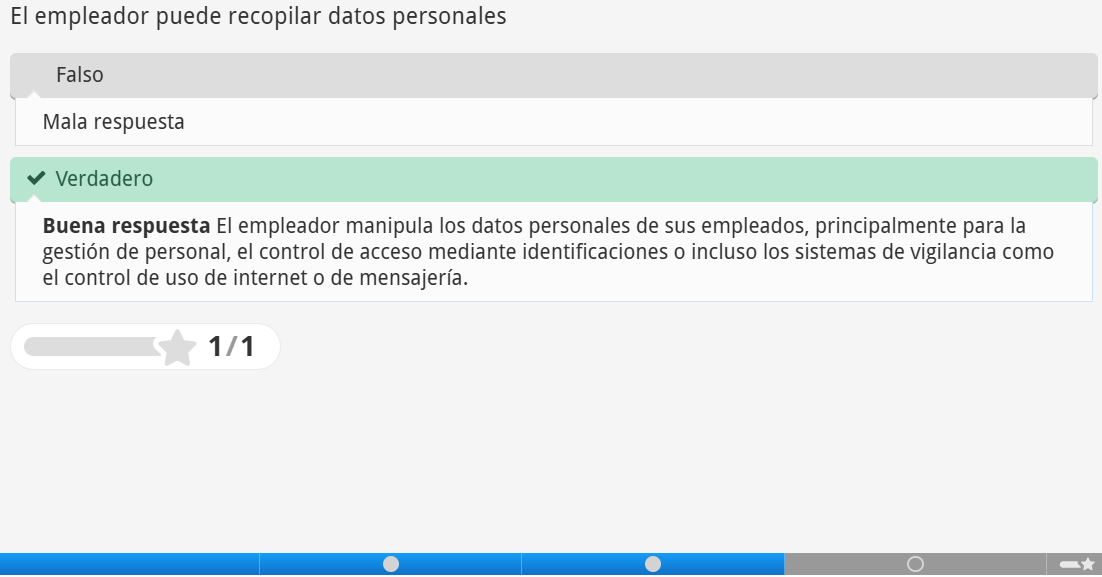 El empleador puede recopilar datos personales
Falso
Mala respuesta
Verdadero
Buena respuesta El empleador manipula los datos personales de sus empleados, principalmente para la
gestión de personal, el control de acceso mediante identificaciones o incluso los sistemas de vigilancia como
el control de uso de internet o de mensajería.
1/1